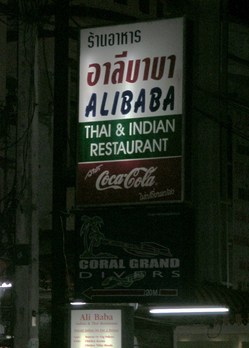 ร้านอาหาร
อาลีบาบา
ALIBABA
THAI & INDIAN
RESTAURANT
Coca-Cola
CORAL GRAND
DIVERS
Ali Baba